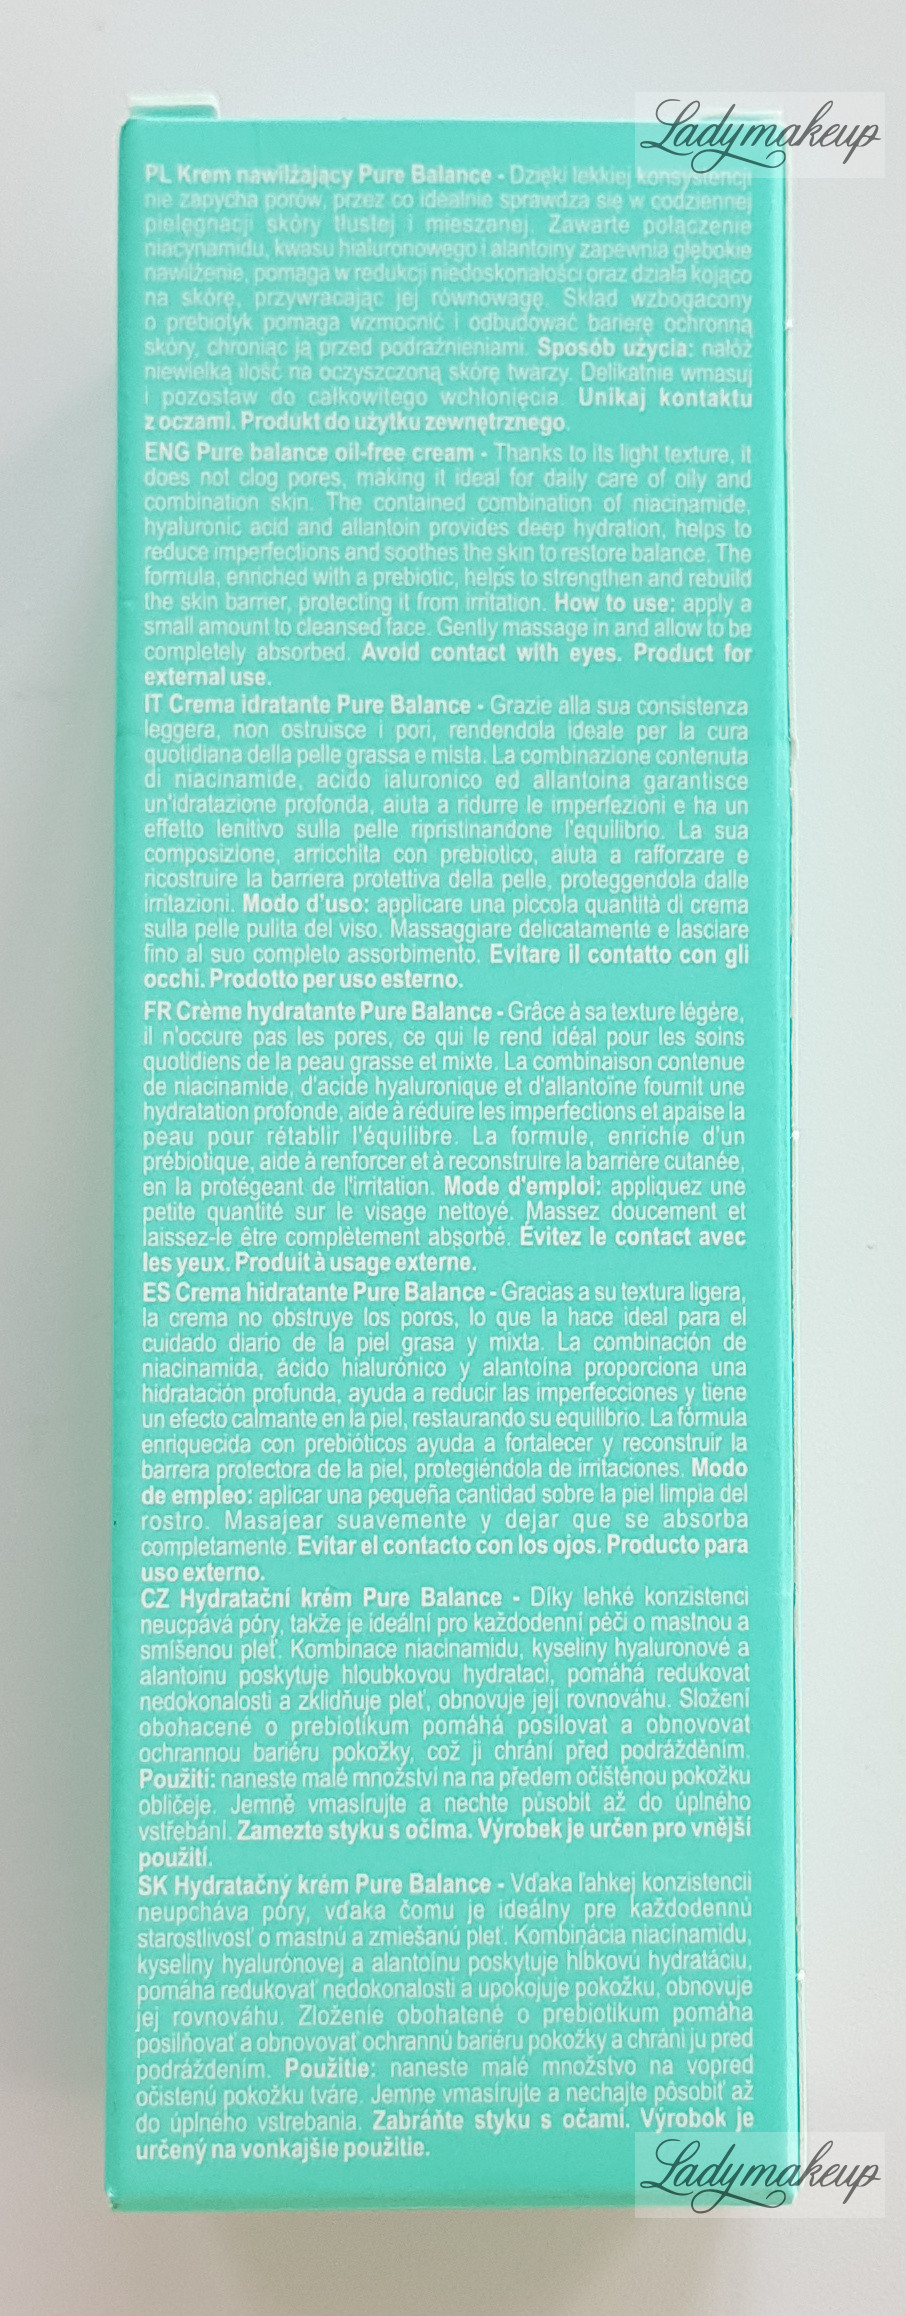 Ladymakeup
PL Krem nawilżający Pure Balance - Dzięki lekkiej konsystencji
nie zapycha porów, przez co idealnie sprawdza się w codziennej
pielęgnacji skóry tłustej i mieszanej. Zawarte połączenie
niacynamidu, kwasu hialuronowego i alantoiny zapewnia głębokie
nawilżenie, pomaga w redukcji niedoskonałości oraz działa kojąco
na skórę, przywracając jej równowagę. Skład wzbogacony
o prebiotyk pomaga wzmocnić i odbudować barierę ochronną
skóry, chroniąc ją przed podrażnieniami. Sposób użycia: nałóż
niewielką ilość na oczyszczoną skórę twarzy. Delikatnie wmasuj
i pozostaw do całkowitego wchłonięcia. Unikaj kontaktu
z oczami. Produkt do użytku zewnętrznego.
ENG Pure balance oil-free cream - Thanks to its light texture, it
does not clog pores, making it ideal for daily care of oily and
combination skin. The contained combination of niacinamide,
hyaluronic acid and allantoin provides deep hydration, helps to
reduce imperfections and soothes the skin to restore balance. The
formula, enriched with a prebiotic, helps to strengthen and rebuild
the skin barrier, protecting it from irritation. How to use: apply a
small amount to cleansed face. Gently massage in and allow to be
completely absorbed. Avoid contact with eyes. Product for
external use.
IT Crema idratante Pure Balance - Grazie alla sua consistenza
leggera, non ostruisce i pori, rendendola ideale per la cura
quotidiana della pelle grassa e mista. La combinazione contenuta
di niacinamide, acido ialuronico ed allantoina garantisce
un'idratazione profonda, aiuta a ridurre le imperfezioni e ha un
effetto lenitivo sulla pelle ripristinandone l'equilibrio. La sua
composizione, arricchita con prebiotico, aiuta a rafforzare e
ricostruire la barriera protettiva della pelle, proteggendola dalle
irritazioni. Modo d'uso: applicare una piccola quantità di crema
sulla pelle pulita del viso. Massaggiare delicatamente e lasciare
fino al suo completo assorbimento. Evitare il contatto con gli
occhi. Prodotto per uso esterno.
FR Crème hydratante Pure Balance - Grâce à sa texture légère,
il n'occure pas les pores, ce qui le rend idéal pour les soins
quotidiens de la peau grasse et mixte. La combinaison contenue
de niacinamide, d'acide hyaluronique et d'allantoïne fournit une
hydratation profonde, aide à réduire les imperfections et apaise la
peau pour rétablir l'équilibre. La formule, enrichie d'un
prébiotique, aide à renforcer et à reconstruire la barrière cutanée,
en la protégeant de l'irritation. Mode d'emploi: appliquez une
petite quantité sur le visage nettoyé. Massez doucement et
laissez-le être complètement absorbé. Évitez le contact avec
les yeux. Produit à usage externe.
ES Crema hidratante Pure Balance - Gracias a su textura ligera,
la crema no obstruye los poros, lo que la hace ideal para el
cuidado diario de la piel grasa y mixta. La combinación de
niacinamida, ácido hialurónico y alantoína proporciona una
hidratación profunda, ayuda a reducir las imperfecciones y tiene
un efecto calmante en la piel, restaurando su equilibrio. La fórmula
enriquecida con prebióticos ayuda a fortalecer y reconstruir la
barrera protectora de la piel, protegiéndola de irritaciones. Modo
de empleo: aplicar una pequeña cantidad sobre la piel limpia del
rostro. Masajear suavemente y dejar que se absorba
completamente. Evitar el contacto con los ojos. Producto para
uso externo.
CZ Hydratační krém Pure Balance - Díky lehké konzistenci
neucpává póry, takže je ideální pro každodenní péči o mastnou a
smíšenou pleť. Kombinace niacinamidu, kyseliny hyaluronové a
alantoinu poskytuje hloubkovou hydrataci, pomáhá redukovat
nedokonalosti a zklidňuje pleť, obnovuje její rovnováhu. Složení
obohacené o prebiotikum pomáhá posilovat a obnovovat
ochrannou bariéru pokožky, což ji chrání před podrážděním.
Použití: naneste malé množství na na předem očištěnou pokožku
obličeje. Jemně vmasírujte a nechte působit až do úplného
vstřebání. Zamezte styku s očima. Výrobek je určen pro vnější
použití.
SK Hydratačný krém Pure Balance - Vďaka ľahkej konzistencii
neupcháva póry, vďaka čomu je ideálny pre každodennú
starostlivosť o mastnú a zmiešanú pleť. Kombinácia niacínamidu,
kyseliny hyalurónovej a alantoínu poskytuje hĺbkovú hydratáciu,
pomáha redukovať nedokonalosti a upokojuje pokožku, obnovuje
jej rovnováhu. Zloženie obohatené o prebiotikum pomáha
posilňovať a obnovovať ochrannú bariéru pokožky a chráni ju pred
podráždením. Použitie: naneste malé množstvo na vopred
očistenú pokožku tváre. Jemne vmasírujte a nechajte pôsobiť až
do úplného vstrebania. Zabráňte styku s očami. Výrobok je
určený na vonkajšie použitie.
Ladymakeup